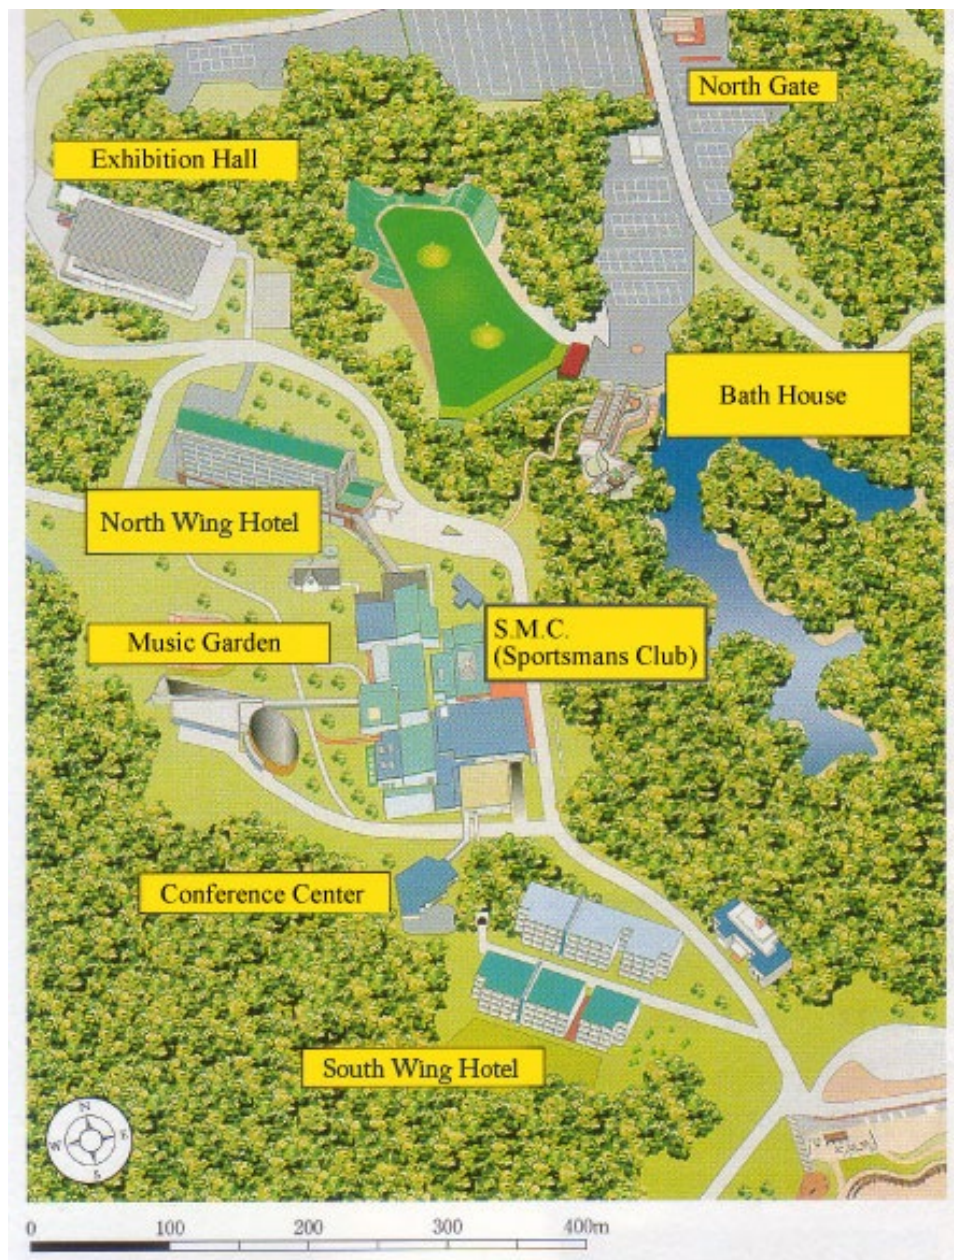 North Gate
Exhibition Hall
Bath House
North Wing Hotel
S.M.C.
(Sportsmans Club)
Music Garden
Conference Center
South Wing Hotel
N
E
W
S
0 100 200 300 400m